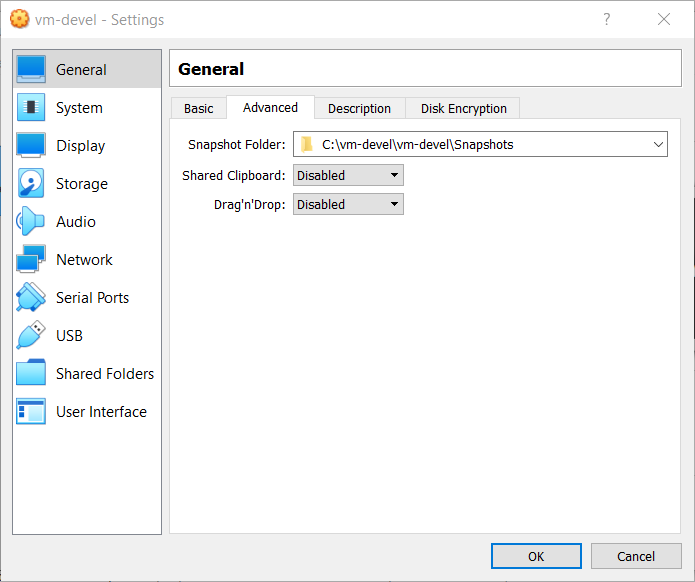 vm-devel - Settings
?
General
System
Display
Storage
Audio
Network
Serial Ports
USB
Shared Folders
User Interface
General
Basic Advanced Description Disk Encryption
Snapshot Folder: C:\vm-devel\vm-devel\Snapshots
Shared Clipboard: Disabled
Drag'n'Drop: Disabled
OK Cancel